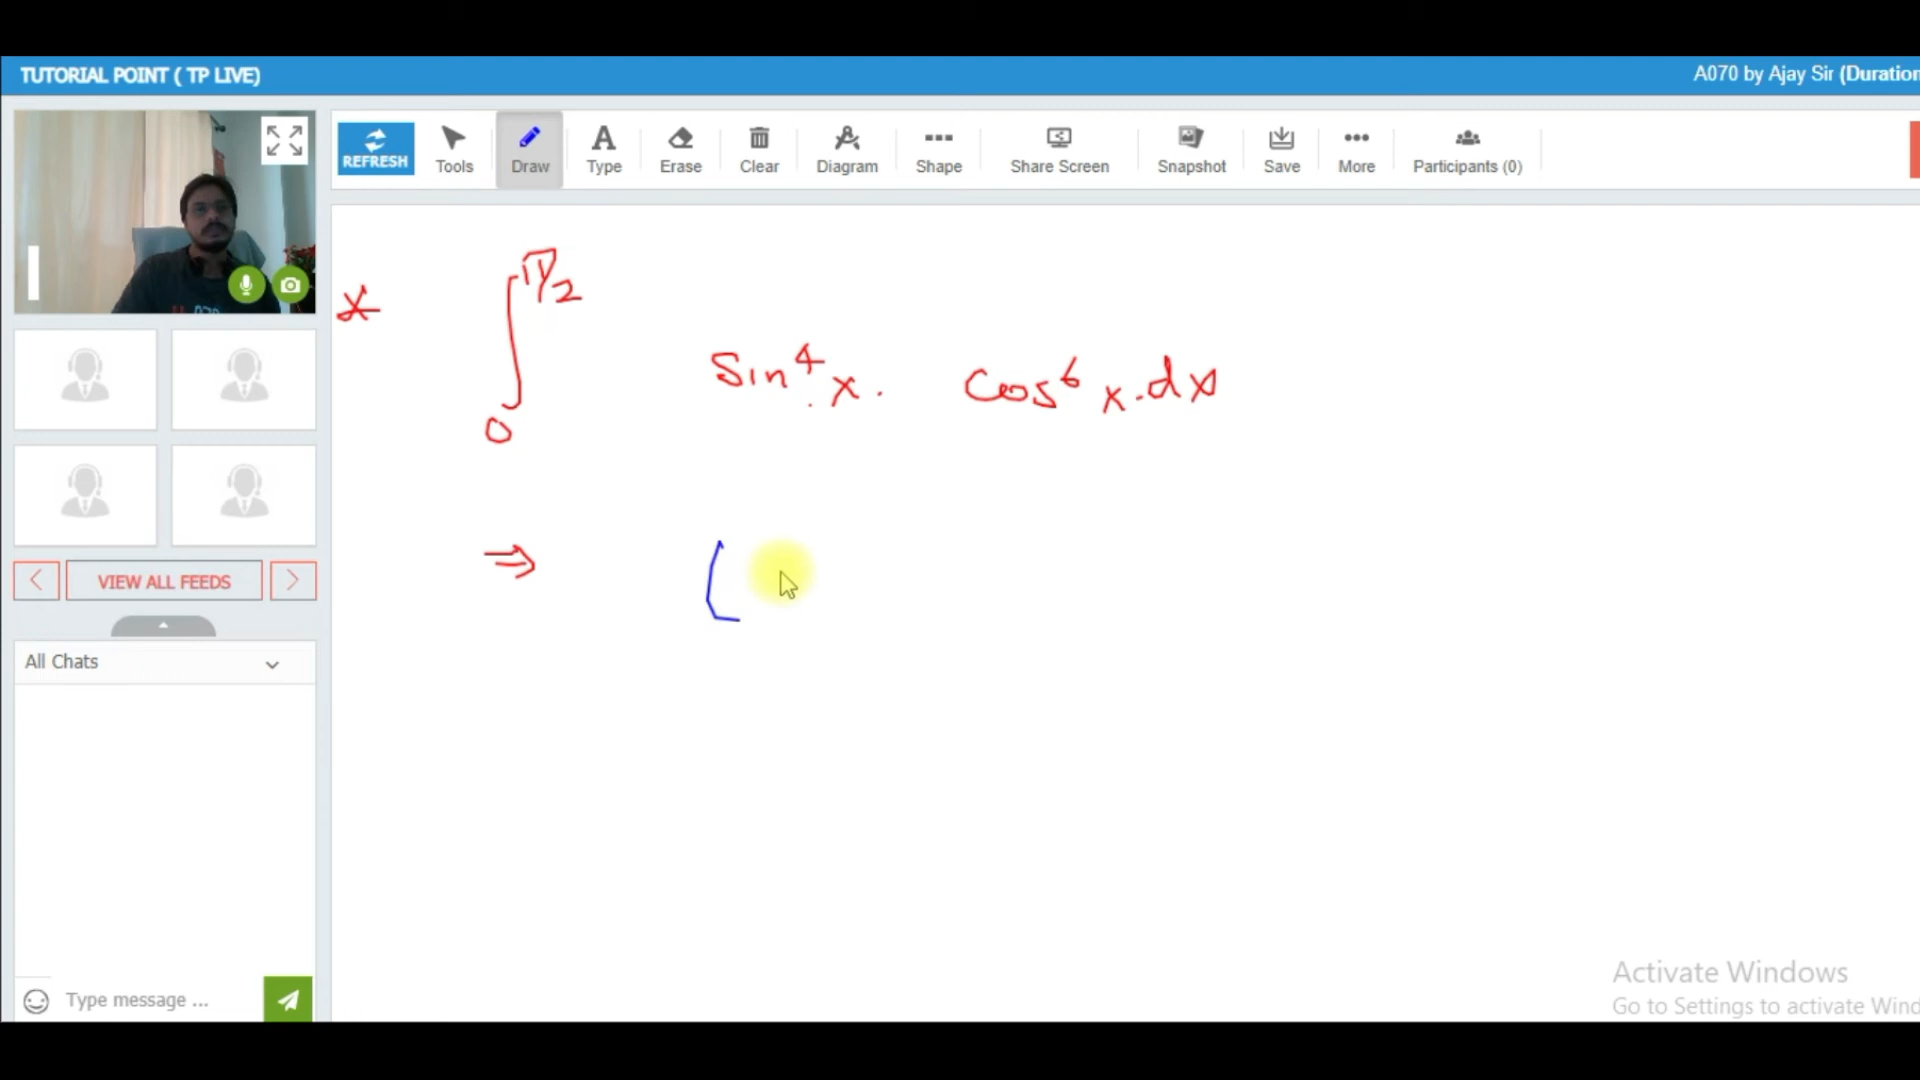 TUTORIAL POINT ( TP LIVE)
A070 by Ajay Sir (Duration
REFRESH
Tools
Draw
Type
Erase
Clear
Diagram
Shape
Share Screen
Snapshot
Save
More
Participants (0)
π/2
∫ sin⁴ x. cos⁶ x.dx
0
⇒ (
VIEW ALL FEEDS
All Chats
Type message ...
Activate Windows
Go to Settings to activate Wind